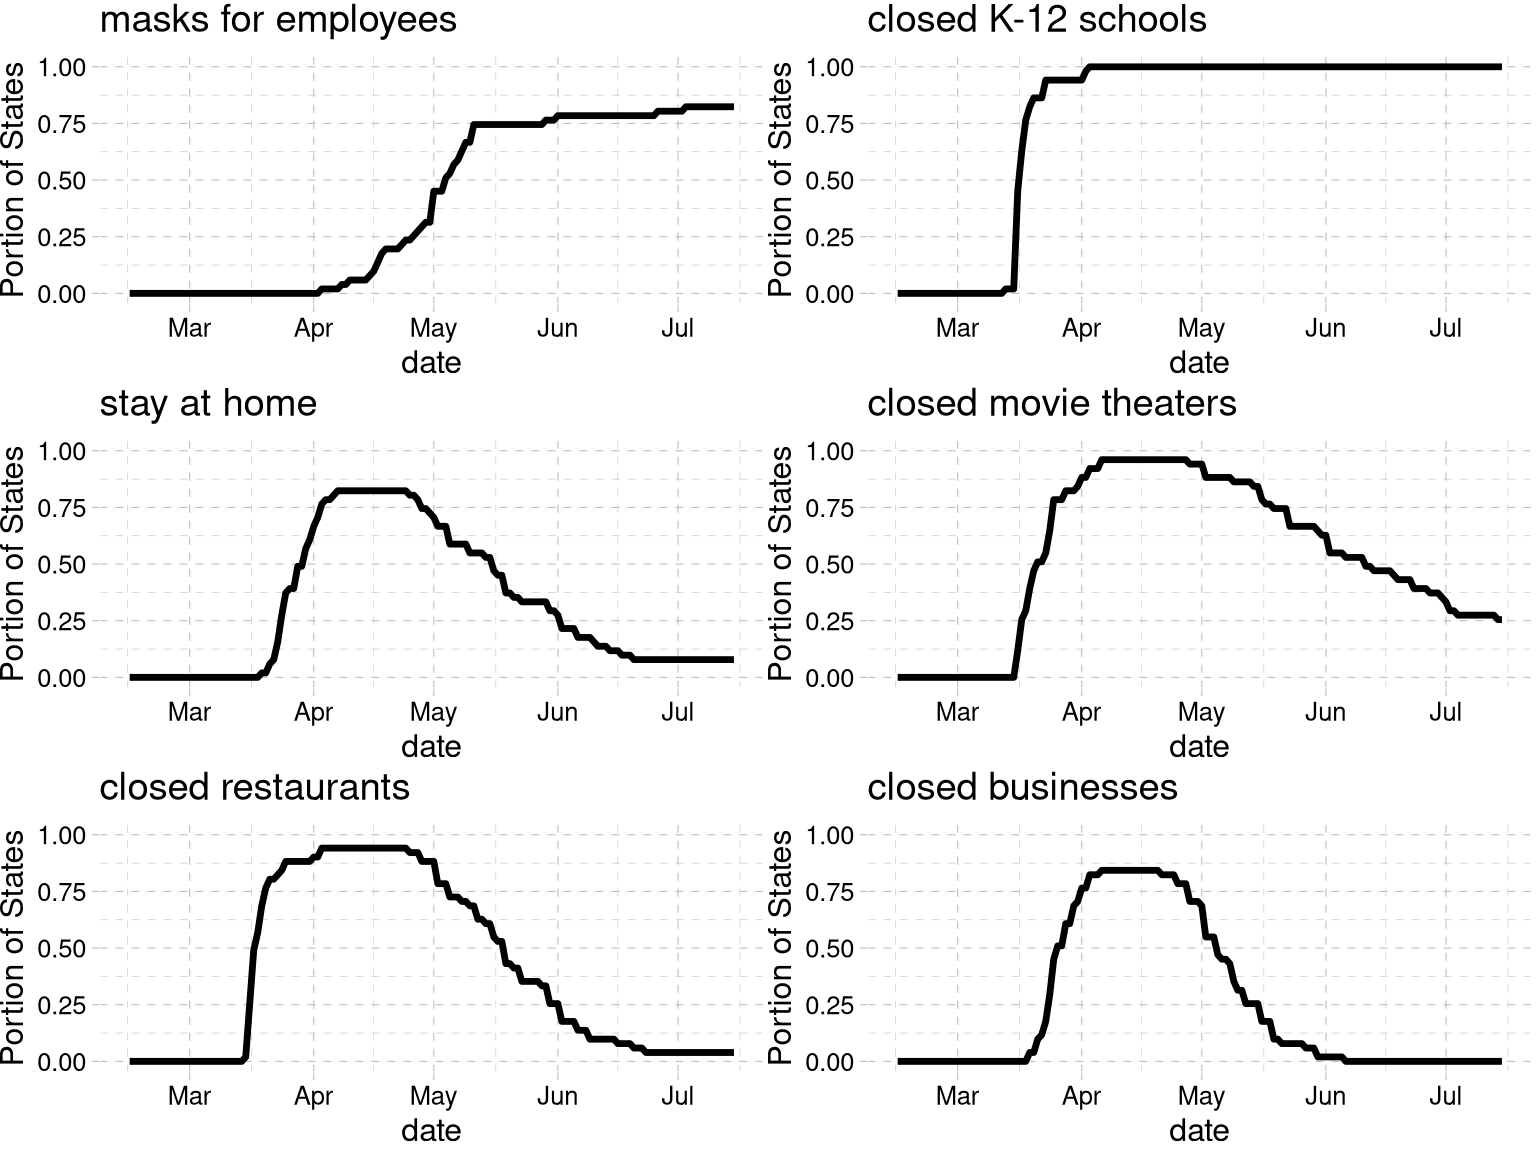 masks for employees
Portion of States
1.00
0.75
0.50
0.25
0.00
Mar Apr May Jun Jul
date
closed K-12 schools
Portion of States
1.00
0.75
0.50
0.25
0.00
Mar Apr May Jun Jul
date
stay at home
Portion of States
1.00
0.75
0.50
0.25
0.00
Mar Apr May Jun Jul
date
closed movie theaters
Portion of States
1.00
0.75
0.50
0.25
0.00
Mar Apr May Jun Jul
date
closed restaurants
Portion of States
1.00
0.75
0.50
0.25
0.00
Mar Apr May Jun Jul
date
closed businesses
Portion of States
1.00
0.75
0.50
0.25
0.00
Mar Apr May Jun Jul
date